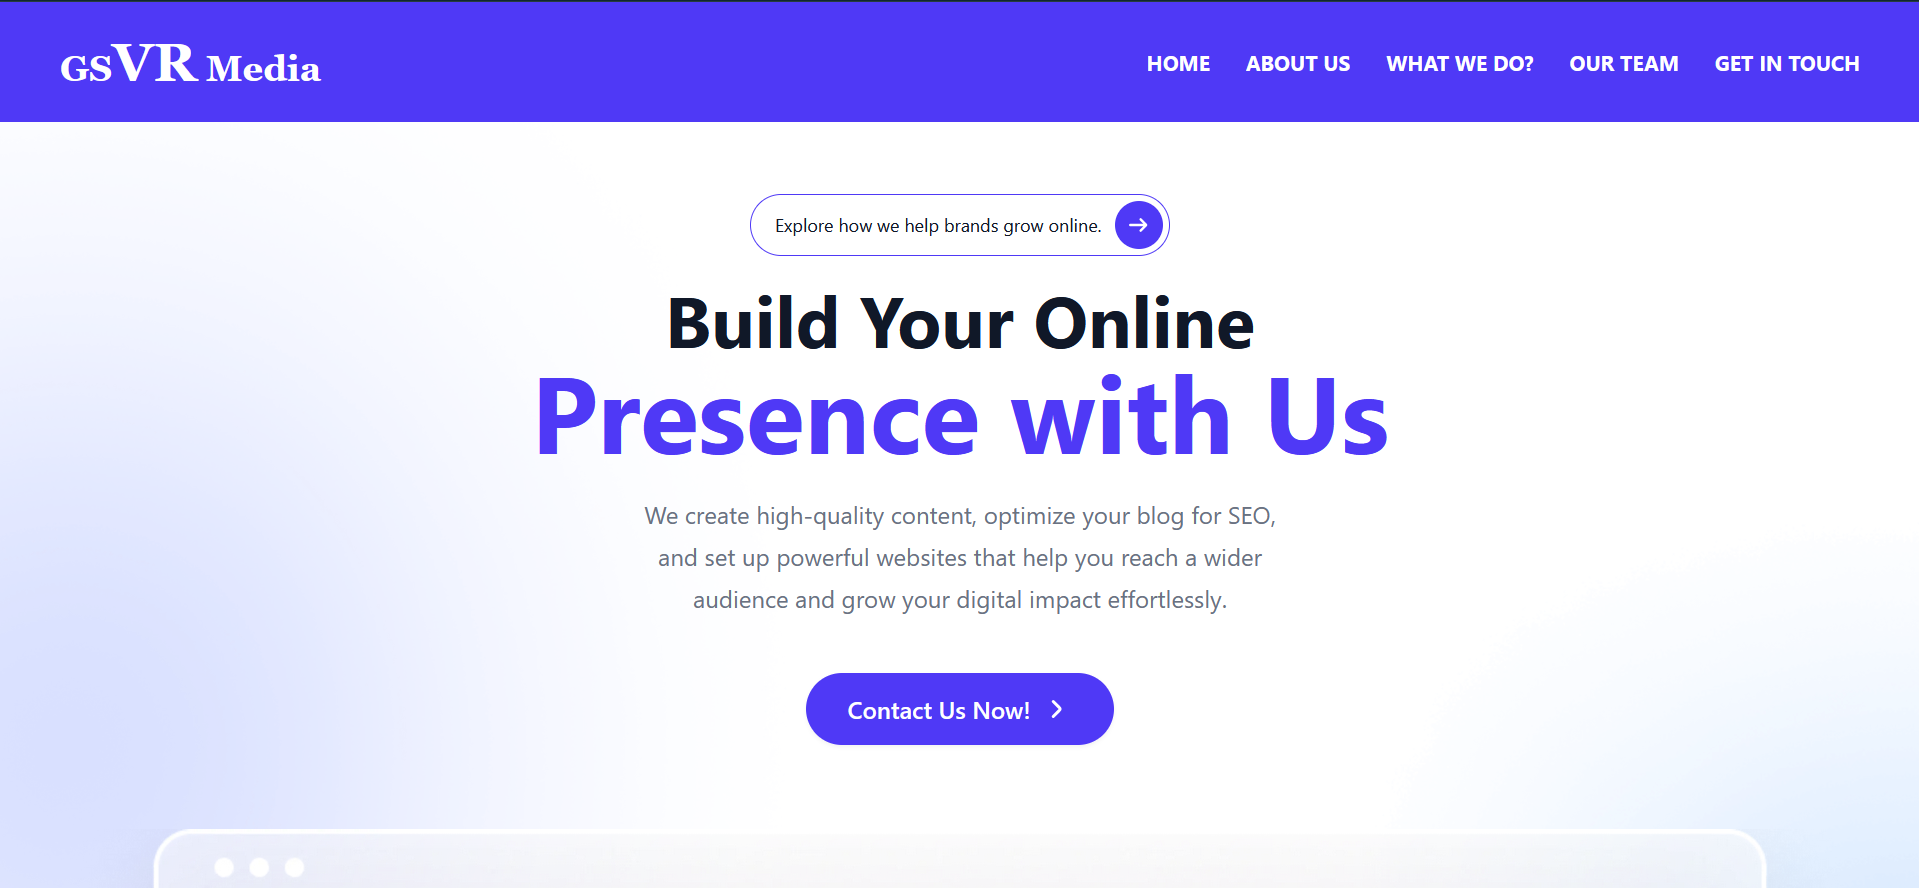 GSVR Media
HOME ABOUT US WHAT WE DO? OUR TEAM GET IN TOUCH
Explore how we help brands grow online.
Build Your Online
Presence with Us
We create high-quality content, optimize your blog for SEO,
and set up powerful websites that help you reach a wider
audience and grow your digital impact effortlessly.
Contact Us Now!